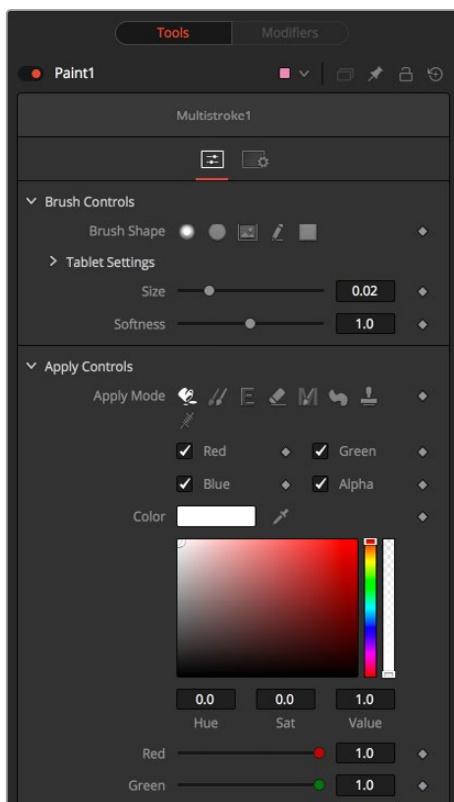 Tools Modifiers
Paint1
Multistroke1
Brush Controls
Brush Shape
Tablet Settings
Size 0.02
Softness 1.0
Apply Controls
Apply Mode
Red Green
Blue Alpha
Color
0.0 0.0 1.0
Hue Sat Value
Red 1.0
Green 1.0